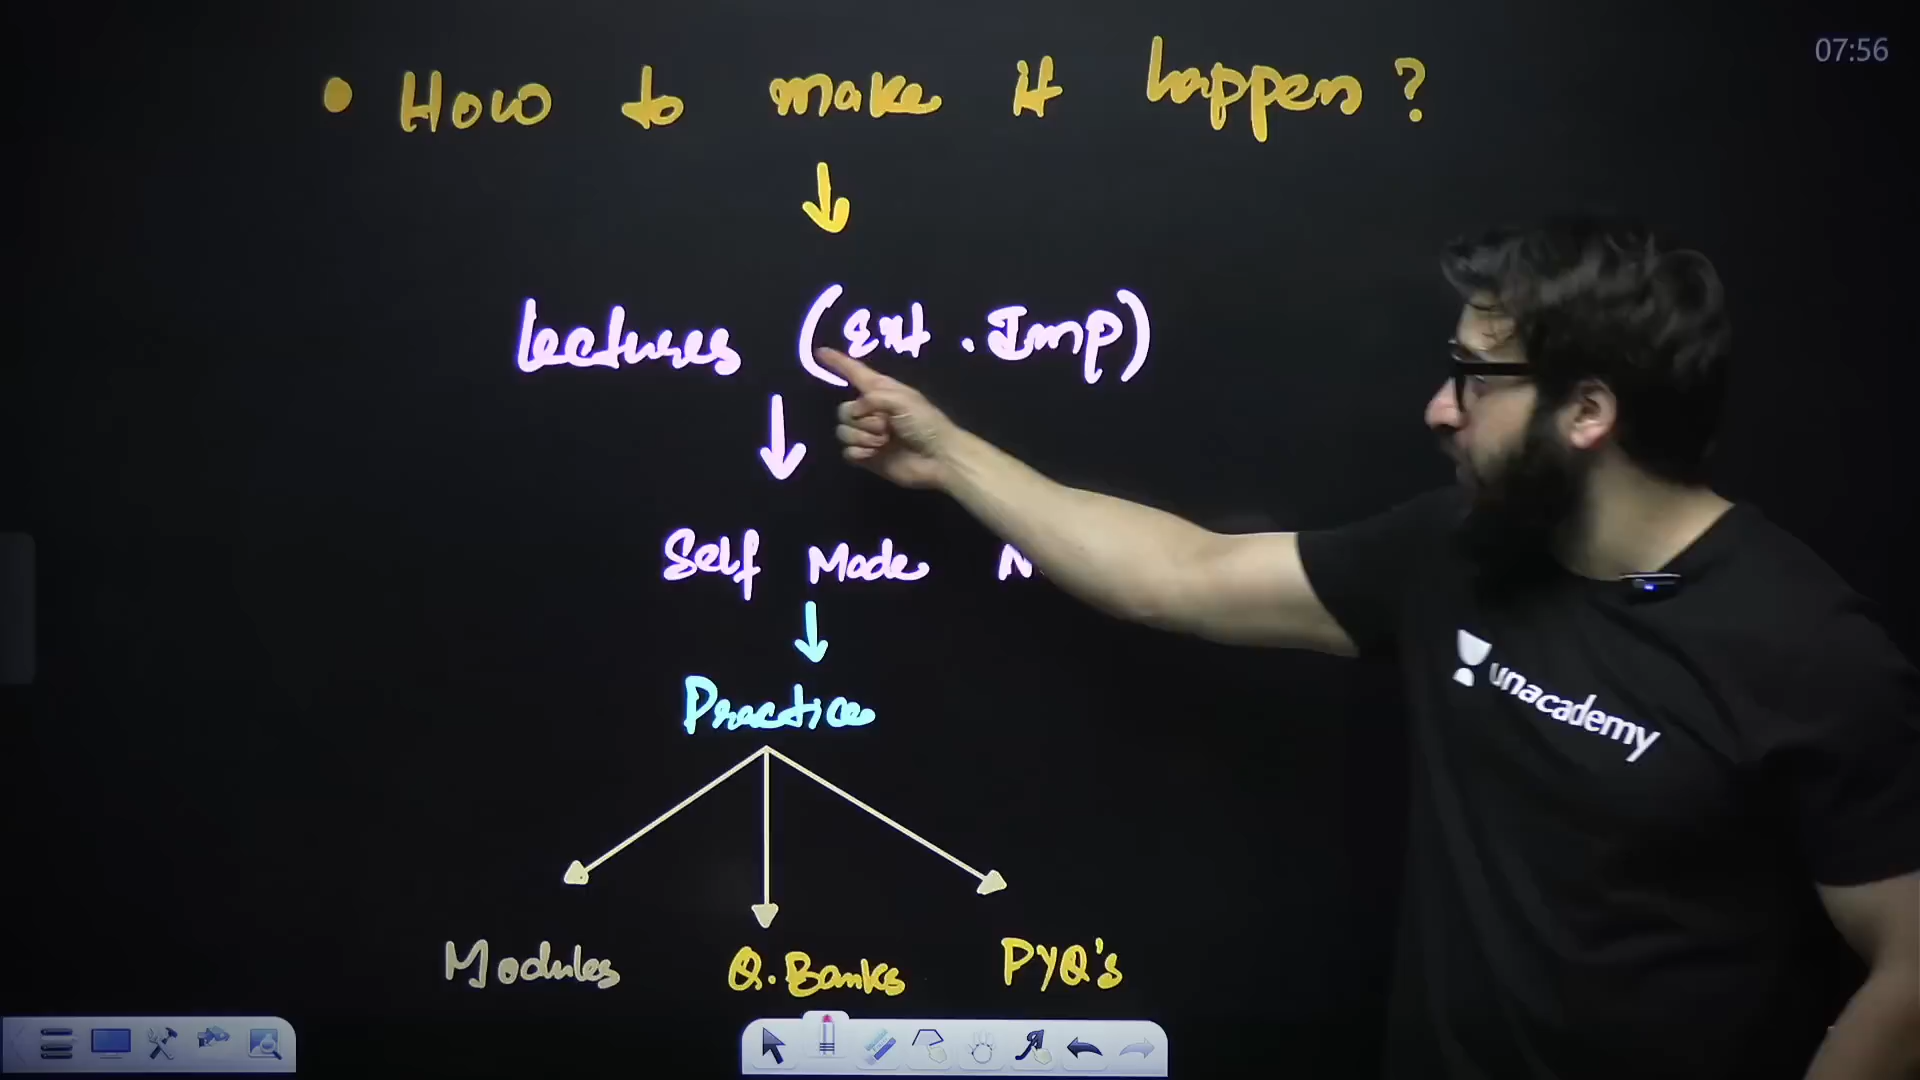 07:56
• How to make it happen?
Lectures (Ext. Imp)
Self Made
Practice
Modules Q. Banks PYQ's
unacademy